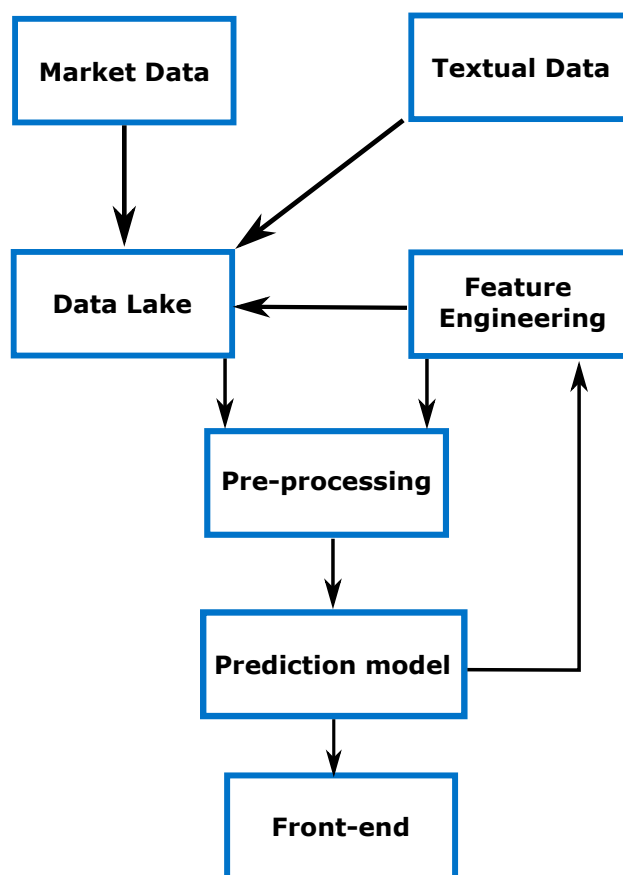 Market Data
Textual Data
Data Lake
Feature
Engineering
Pre-processing
Prediction model
Front-end